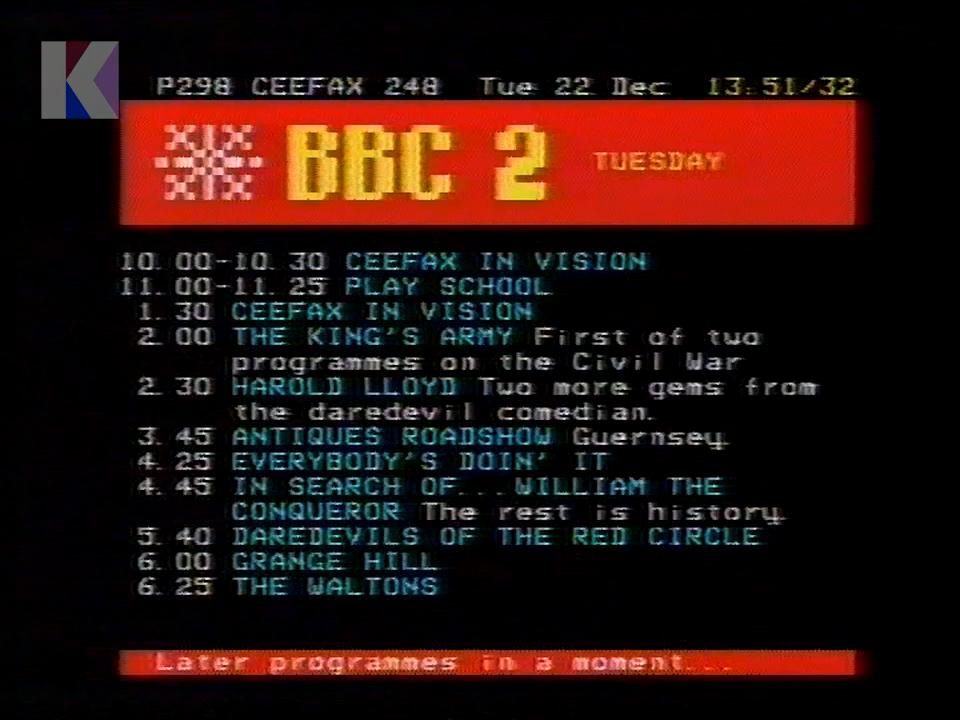 K
P298 CEEFAX 248 Tue 22 Dec 13:51/32
BBC 2 TUESDAY
10.00-10.30 CEEFAX IN VISION
11.00-11.25 PLAY SCHOOL
1.30 CEEFAX IN VISION
2.00 THE KING'S ARMY First of two
programmes on the Civil War
2.30 HAROLD LLOYD Two more gems from
the daredevil comedian.
3.45 ANTIQUES ROADSHOW Guernsey.
4.25 EVERYBODY'S DOIN' IT
4.45 IN SEARCH OF...WILLIAM THE
CONQUEROR The rest is history.
5.40 DAREDEVILS OF THE RED CIRCLE
6.00 GRANGE HILL
6.25 THE WALTONS
Later programmes in a moment...